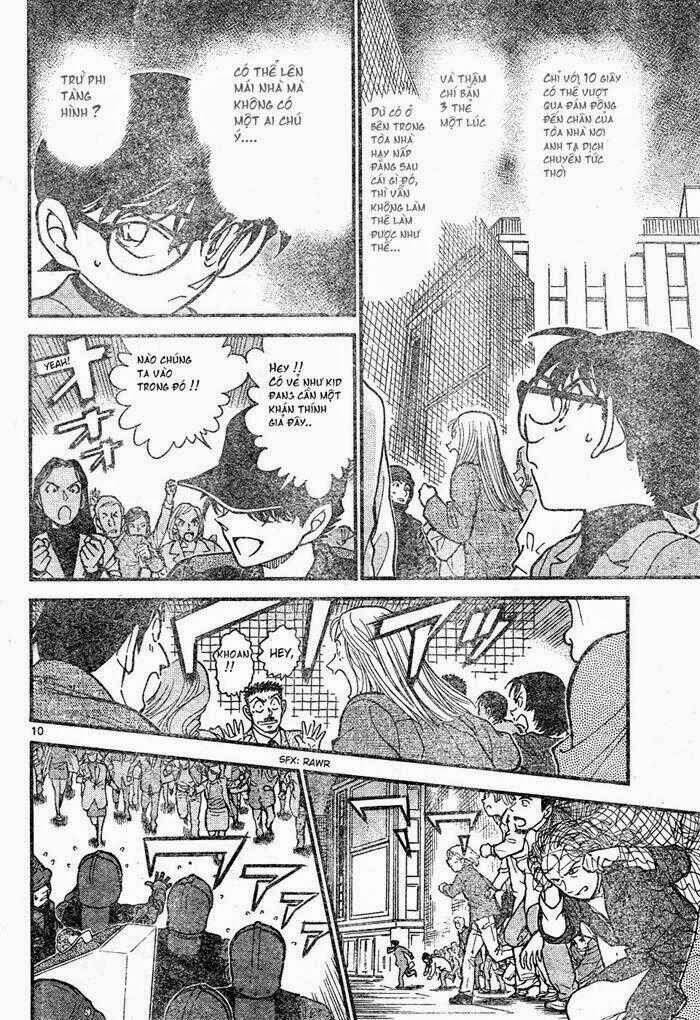 CHỈ VỚI 10 GIÂY
CÓ THỂ VƯỢT
QUA ĐÁM ĐÔNG
ĐẾN CHÂN CỦA
TÒA NHÀ NƠI
ANH TA DỊCH
CHUYỂN TỨC
THỜI
VÀ THẬM
CHÍ BẮN
3 THẺ
MỘT LÚC
DÙ CÓ Ở
BÊN TRONG
TÒA NHÀ
HAY NẤP
ĐẰNG SAU
CÁI GÌ ĐÓ,
THÌ VẪN
KHÔNG LÀM
THẾ LÀM
ĐƯỢC NHƯ
THẾ...
CÓ THỂ LÊN
MÁI NHÀ MÀ
KHÔNG CÓ
MỘT AI CHÚ
Ý....
TRỪ PHI
TÀNG
HÌNH ?
HEY !!
CÓ VẺ NHƯ KID
ĐANG CẦN MỘT
KHÁN THÍNH
GIẢ ĐẤY..
NÀO CHÚNG
TA VÀO
TRONG ĐÓ !!
YEAH!
オオオ
HEY,
KHOAN
!!
10
SFX: RAWR